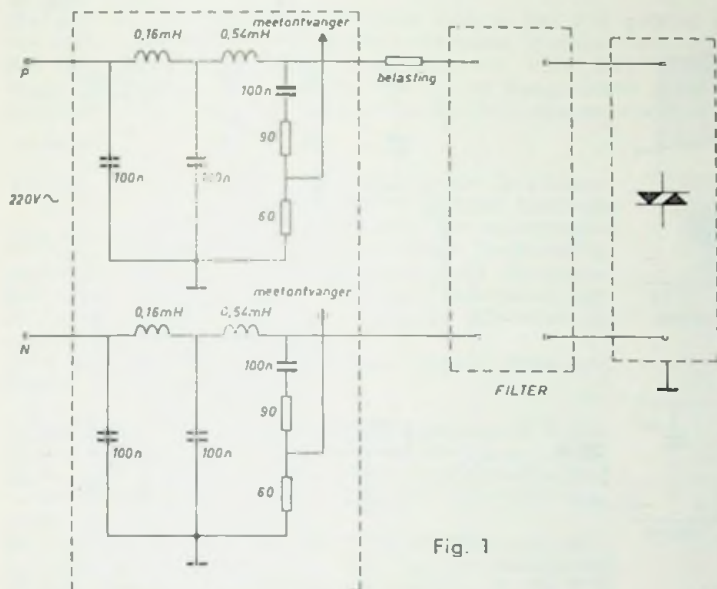 meetontvanger
0,16mH
0,54mH
P
100n
belasting
90
100n
100n
220V~
60
meetontvanger
0,16mH
0,54mH
N
100n
FILTER
90
100n
100n
60
Fig. 1